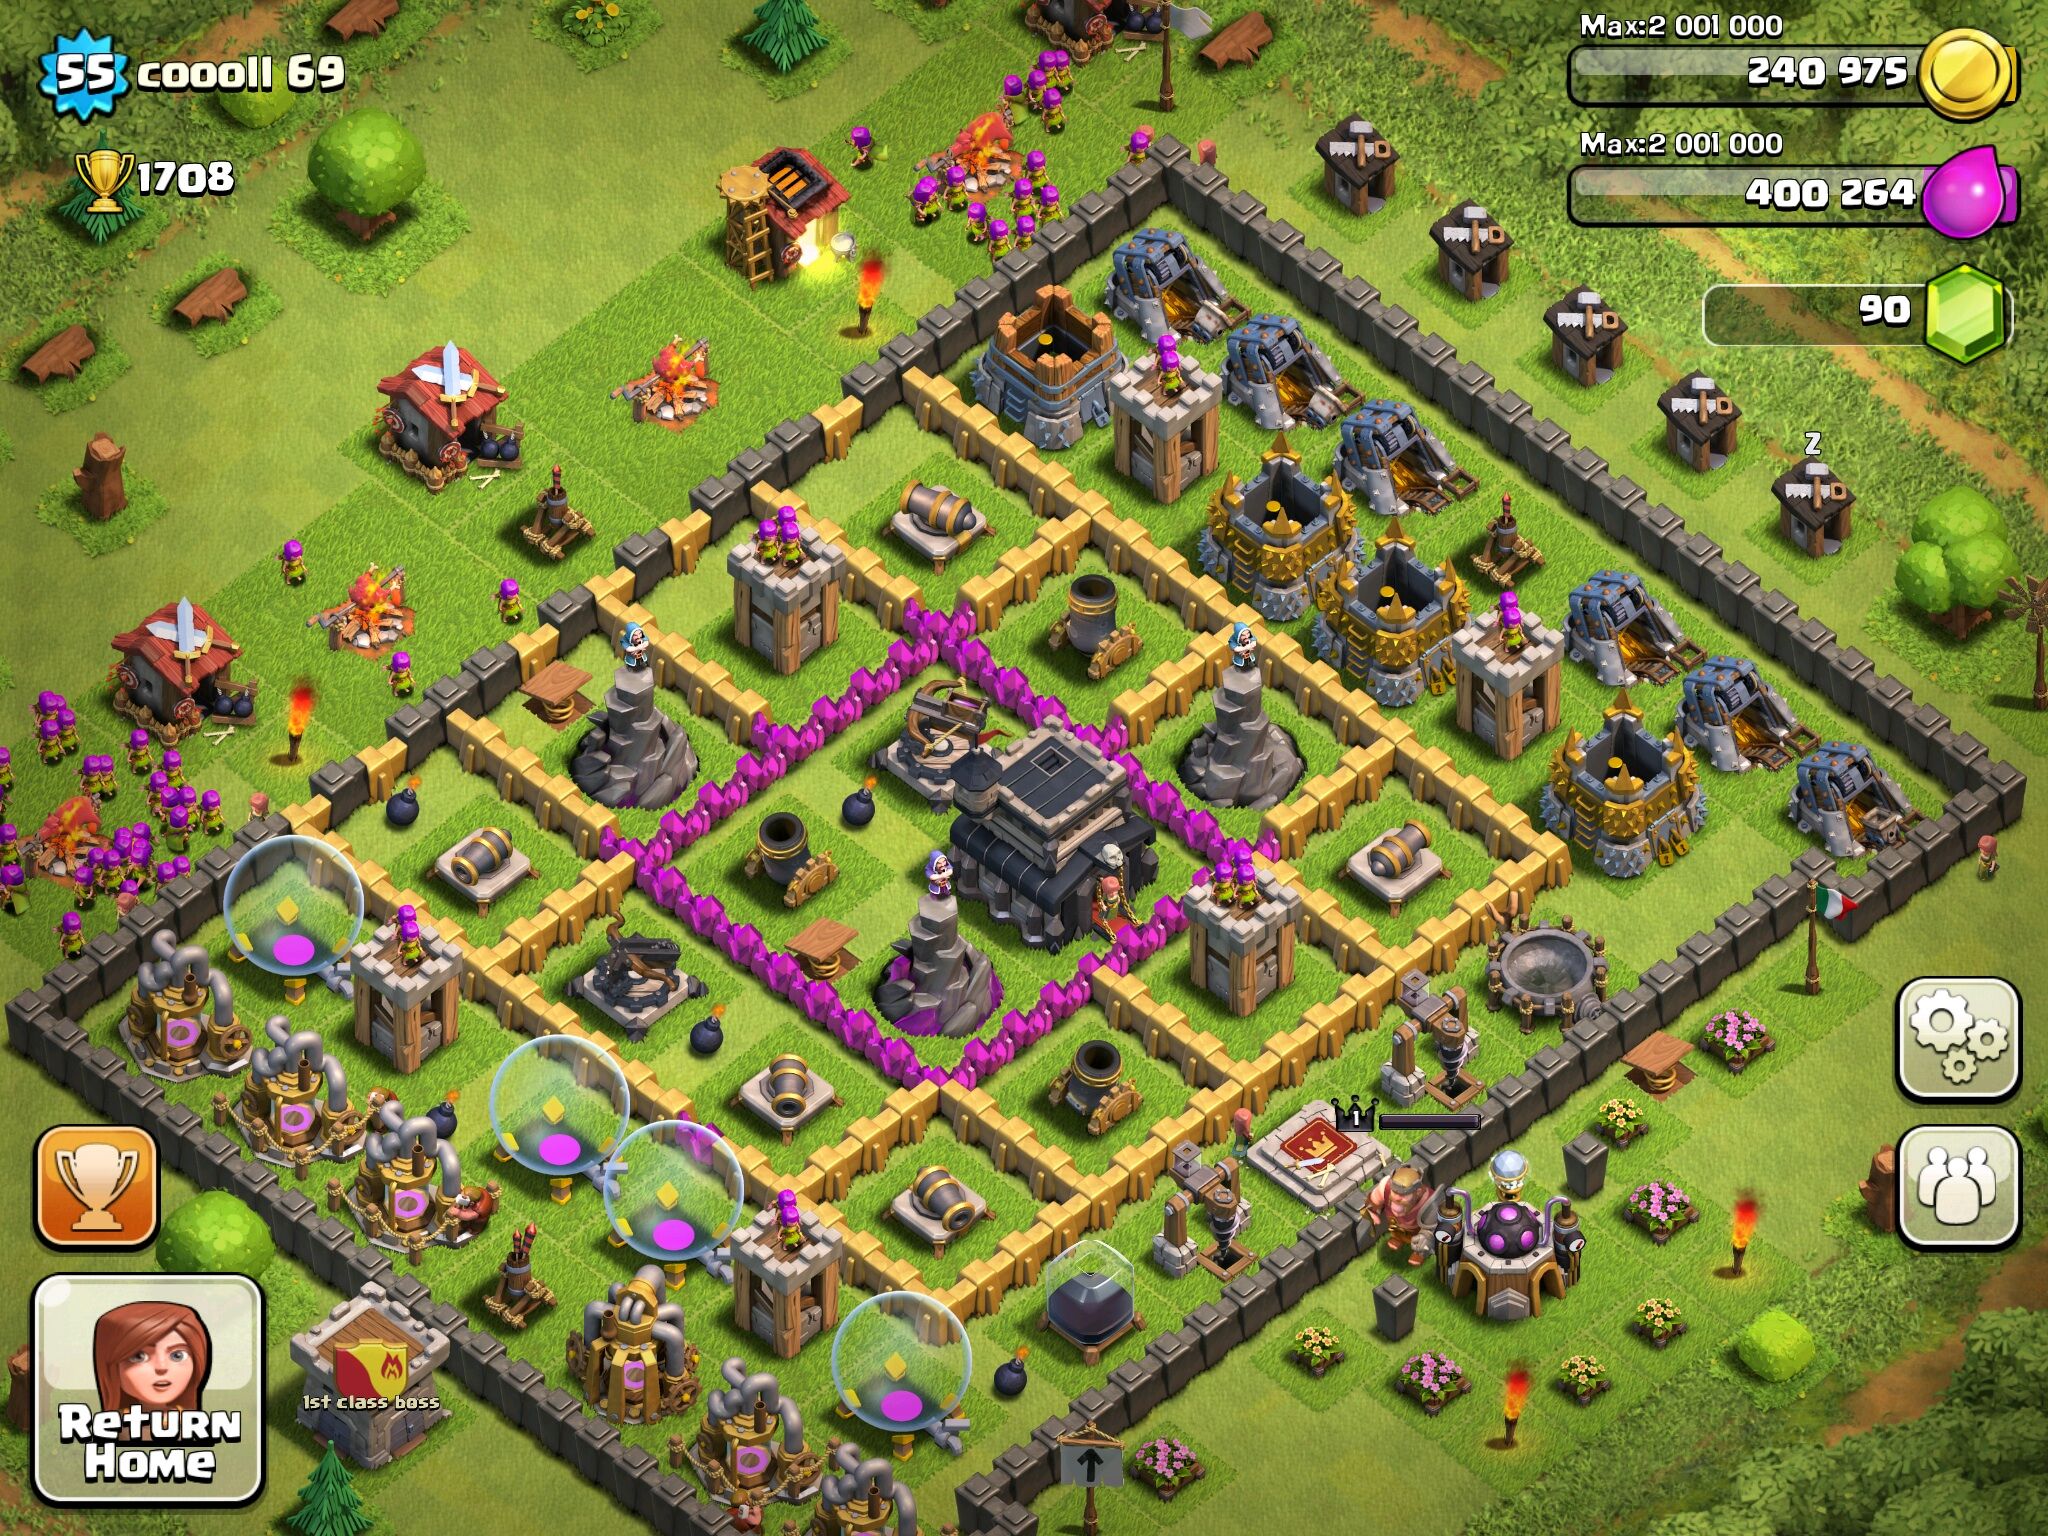 55 coooll 69
1708
Max:2 001 000
240 975
Max:2 001 000
400 264
90
z
1
1st class boss
Return
Home